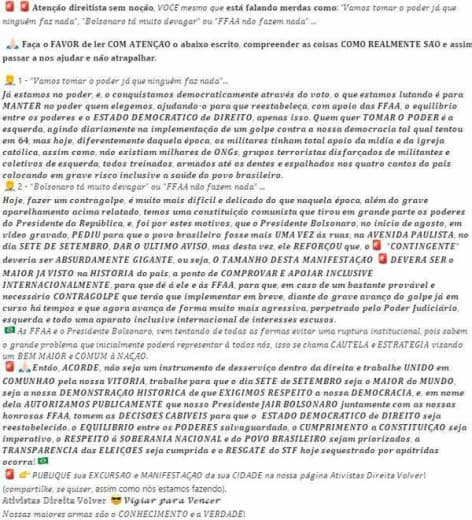 🚨 🚨 Atenção direitista sem noção, VOCÊ mesmo que está falando merdas como: "Vamos tomar o poder já que
ninguém faz nada", "Bolsonaro tá muito devagar" ou "FFAA não fazem nada" ...
🙏 Faça o FAVOR de ler COM ATENÇÃO o abaixo escrito, compreender as coisas COMO REALMENTE SÃO e assim
passar a nos ajudar e não atrapalhar.
🤦 1 - "Vamos tomar o poder já que ninguém faz nada"...
Já estamos no poder, e, o conquistamos democraticamente através do voto, o que estamos lutando é para
MANTER no poder quem elegemos, ajudando-o para que reestabeleça, com apoio das FFAA, o equilíbrio
entre os poderes e o ESTADO DEMOCRÁTICO de DIREITO, apenas isso. Quem quer TOMAR O PODER é a
esquerda, agindo diariamente na implementação de um golpe contra a nossa democracia tal qual tentou
em 64, mas hoje, diferentemente daquela época, os militares tinham total apoio da mídia e da igreja
católica, assim como, não existiam milhares de ONGs, grupos terroristas disfarçados de militantes e
coletivos de esquerda, todos treinados, armados até os dentes e espalhados nos quatro cantos do país
colocando em grave risco inclusive a saúde do povo brasileiro.
🤦 2 - "Bolsonaro tá muito devagar" ou "FFAA não fazem nada" ...
Hoje, fazer um contragolpe, é muito mais difícil e delicado do que naquela época, além do grave
aparelhamento acima relatado, temos uma constituição comunista que tirou em grande parte os poderes
do Presidente da República, e, foi por estes motivos, que o Presidente Bolsonaro, no início de agosto, em
vídeo gravado, PEDIU para que o povo brasileiro fosse mais UMA VEZ às ruas, na AVENIDA PAULISTA, no
dia SETE DE SETEMBRO, DAR O ÚLTIMO AVISO, mas desta vez, ele REFORÇOU que, o 🚨 "CONTINGENTE"
deveria ser ABSURDAMENTE GIGANTE, ou seja, O TAMANHO DESTA MANIFESTAÇÃO 🚨 DEVERÁ SER o
MAIOR JÁ VISTO na HISTÓRIA do país, a ponto de COMPROVAR E APOIAR INCLUSIVE
INTERNACIONALMENTE, para que dê à ele e às FFAA, para que, em caso de um bastante provável e
necessário CONTRAGOLPE que terão que implementar em breve, diante do grave avanço do golpe já em
curso há tempos e que agora avança de forma muito mais agressiva, perpetrado pelo Poder Judiciário,
esquerda e todo uma aparato inclusive internacional de interesses escusos.
🇧🇷 As FFAA e o Presidente Bolsonaro, vem tentando de todas as formas evitar uma ruptura institucional, pois sabem
o grande problema que inicialmente poderá representar à todos nós, isso se chama CAUTELA e ESTRATÉGIA visando
um BEM MAIOR e COMUM à NAÇÃO.
🚨🙏 Então, ACORDE, não seja um instrumento de desserviço dentro da direita e trabalhe UNIDO em
COMUNHÃO pela nossa VITÓRIA, trabalhe para que o dia SETE de SETEMBRO seja o MAIOR do MUNDO,
seja a nossa DEMONSTRAÇÃO HISTÓRICA de que EXIGIMOS RESPEITO a nossa DEMOCRACIA, e, em nome
dela AUTORIZAMOS PUBLICAMENTE que nosso Presidente JAIR BOLSONARO juntamente com as nossas
honrosas FFAA, tomem as DECISÕES CABÍVEIS para que o ESTADO DEMOCRÁTICO de DIREITO seja
reestabelecido, o EQUILÍBRIO entre os PODERES salvaguardado, o CUMPRIMENTO a CONSTITUIÇÃO seja
imperativo, o RESPEITO à SOBERANIA NACIONAL e do POVO BRASILEIRO sejam priorizados, a
TRANSPARÊNCIA das ELEIÇÕES seja cumprida e o RESGATE do STF hoje sequestrado por apátridas
ocorra! 🇧🇷
🚨 👉 PUBLIQUE sua EXCURSÃO e MANIFESTAÇÃO da sua CIDADE na nossa página Ativistas Direita Volver!
(compartilhe, se quiser, assim como nós estamos fazendo).
Ativistas Direita Volver 😎 Vigiar para Vencer
Nossas maiores armas são o CONHECIMENTO e a VERDADE!